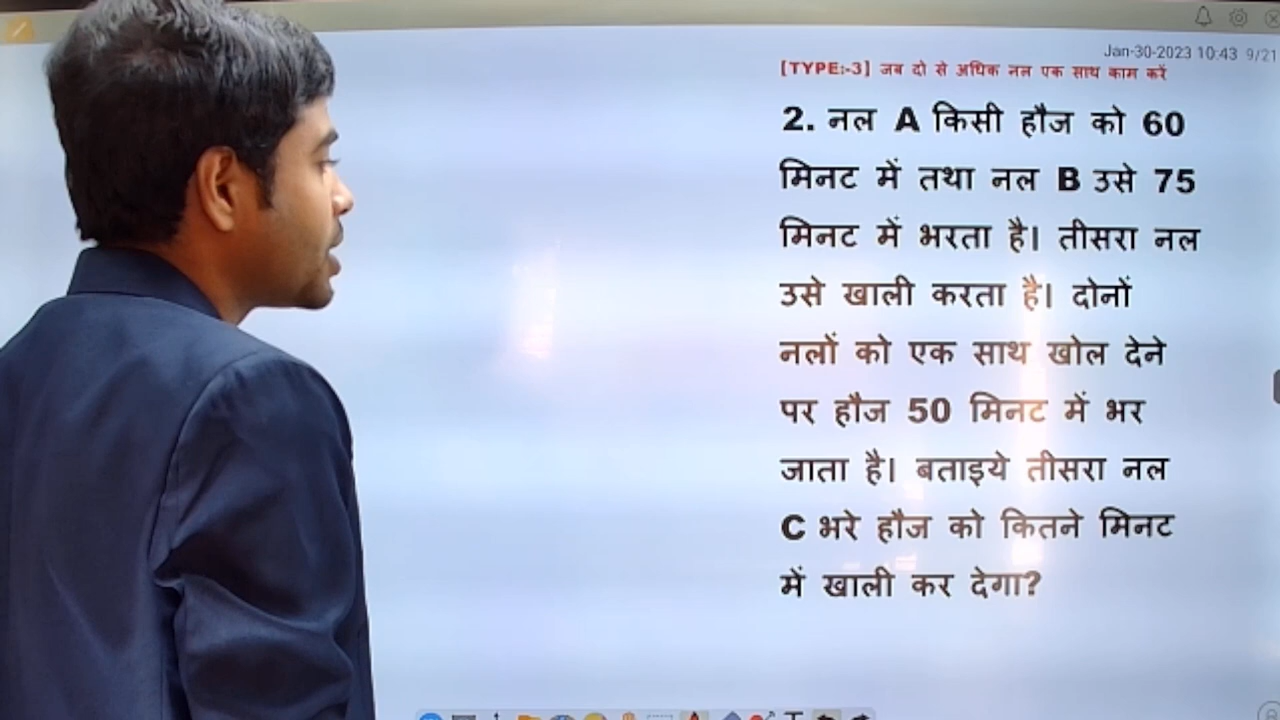 Jan-30-2023 10:43 9/21
[TYPE:-3] जब दो से अधिक नल एक साथ काम करें
2. नल A किसी हौज को 60
मिनट में तथा नल B उसे 75
मिनट में भरता है। तीसरा नल
उसे खाली करता है। दोनों
नलों को एक साथ खोल देने
पर हौज 50 मिनट में भर
जाता है। बताइये तीसरा नल
C भरे हौज को कितने मिनट
में खाली कर देगा?